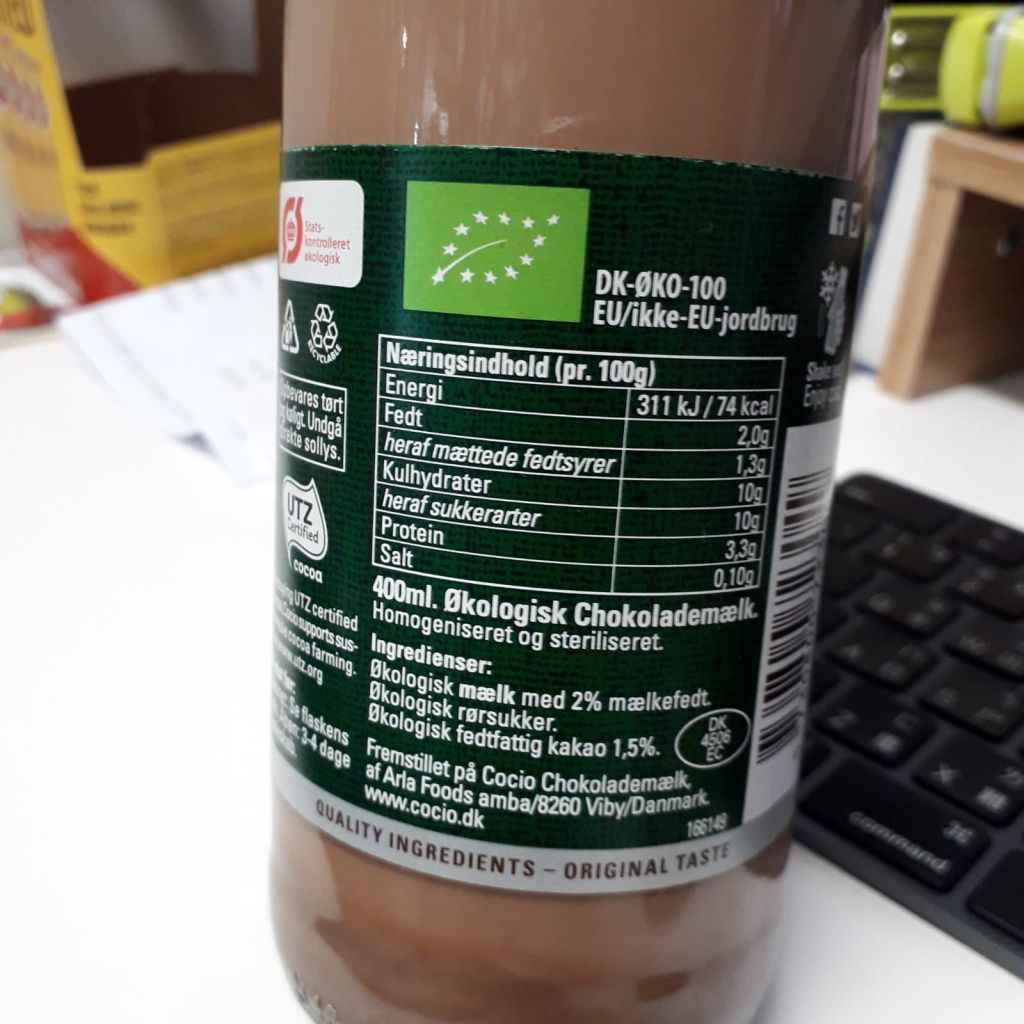 Stats-
kontrolleret
økologisk
DK-ØKO-100
EU/ikke-EU-jordbrug
RECYCLABLE
Opbevares tørt
og køligt. Undgå
direkte sollys.
UTZ
Certified
cocoa
UTZ certified
Cocio supports sus-
cocoa farming.
www.utz.org
Se flaskens
3-4 dage
Næringsindhold (pr. 100g)
Energi 311 kJ / 74 kcal
Fedt 2,0g
heraf mættede fedtsyrer 1,3g
Kulhydrater 10g
heraf sukkerarter 10g
Protein 3,3g
Salt 0,10g
400ml. Økologisk Chokolademælk.
Homogeniseret og steriliseret.
Ingredienser:
Økologisk mælk med 2% mælkefedt.
Økologisk rørsukker.
Økologisk fedtfattig kakao 1,5%.
DK
4506
EC
Fremstillet på Cocio Chokolademælk,
af Arla Foods amba/8260 Viby/Danmark
www.cocio.dk
166149
QUALITY INGREDIENTS – ORIGINAL TASTE
Shake
Enjoy
A
Z
X
⌘
command